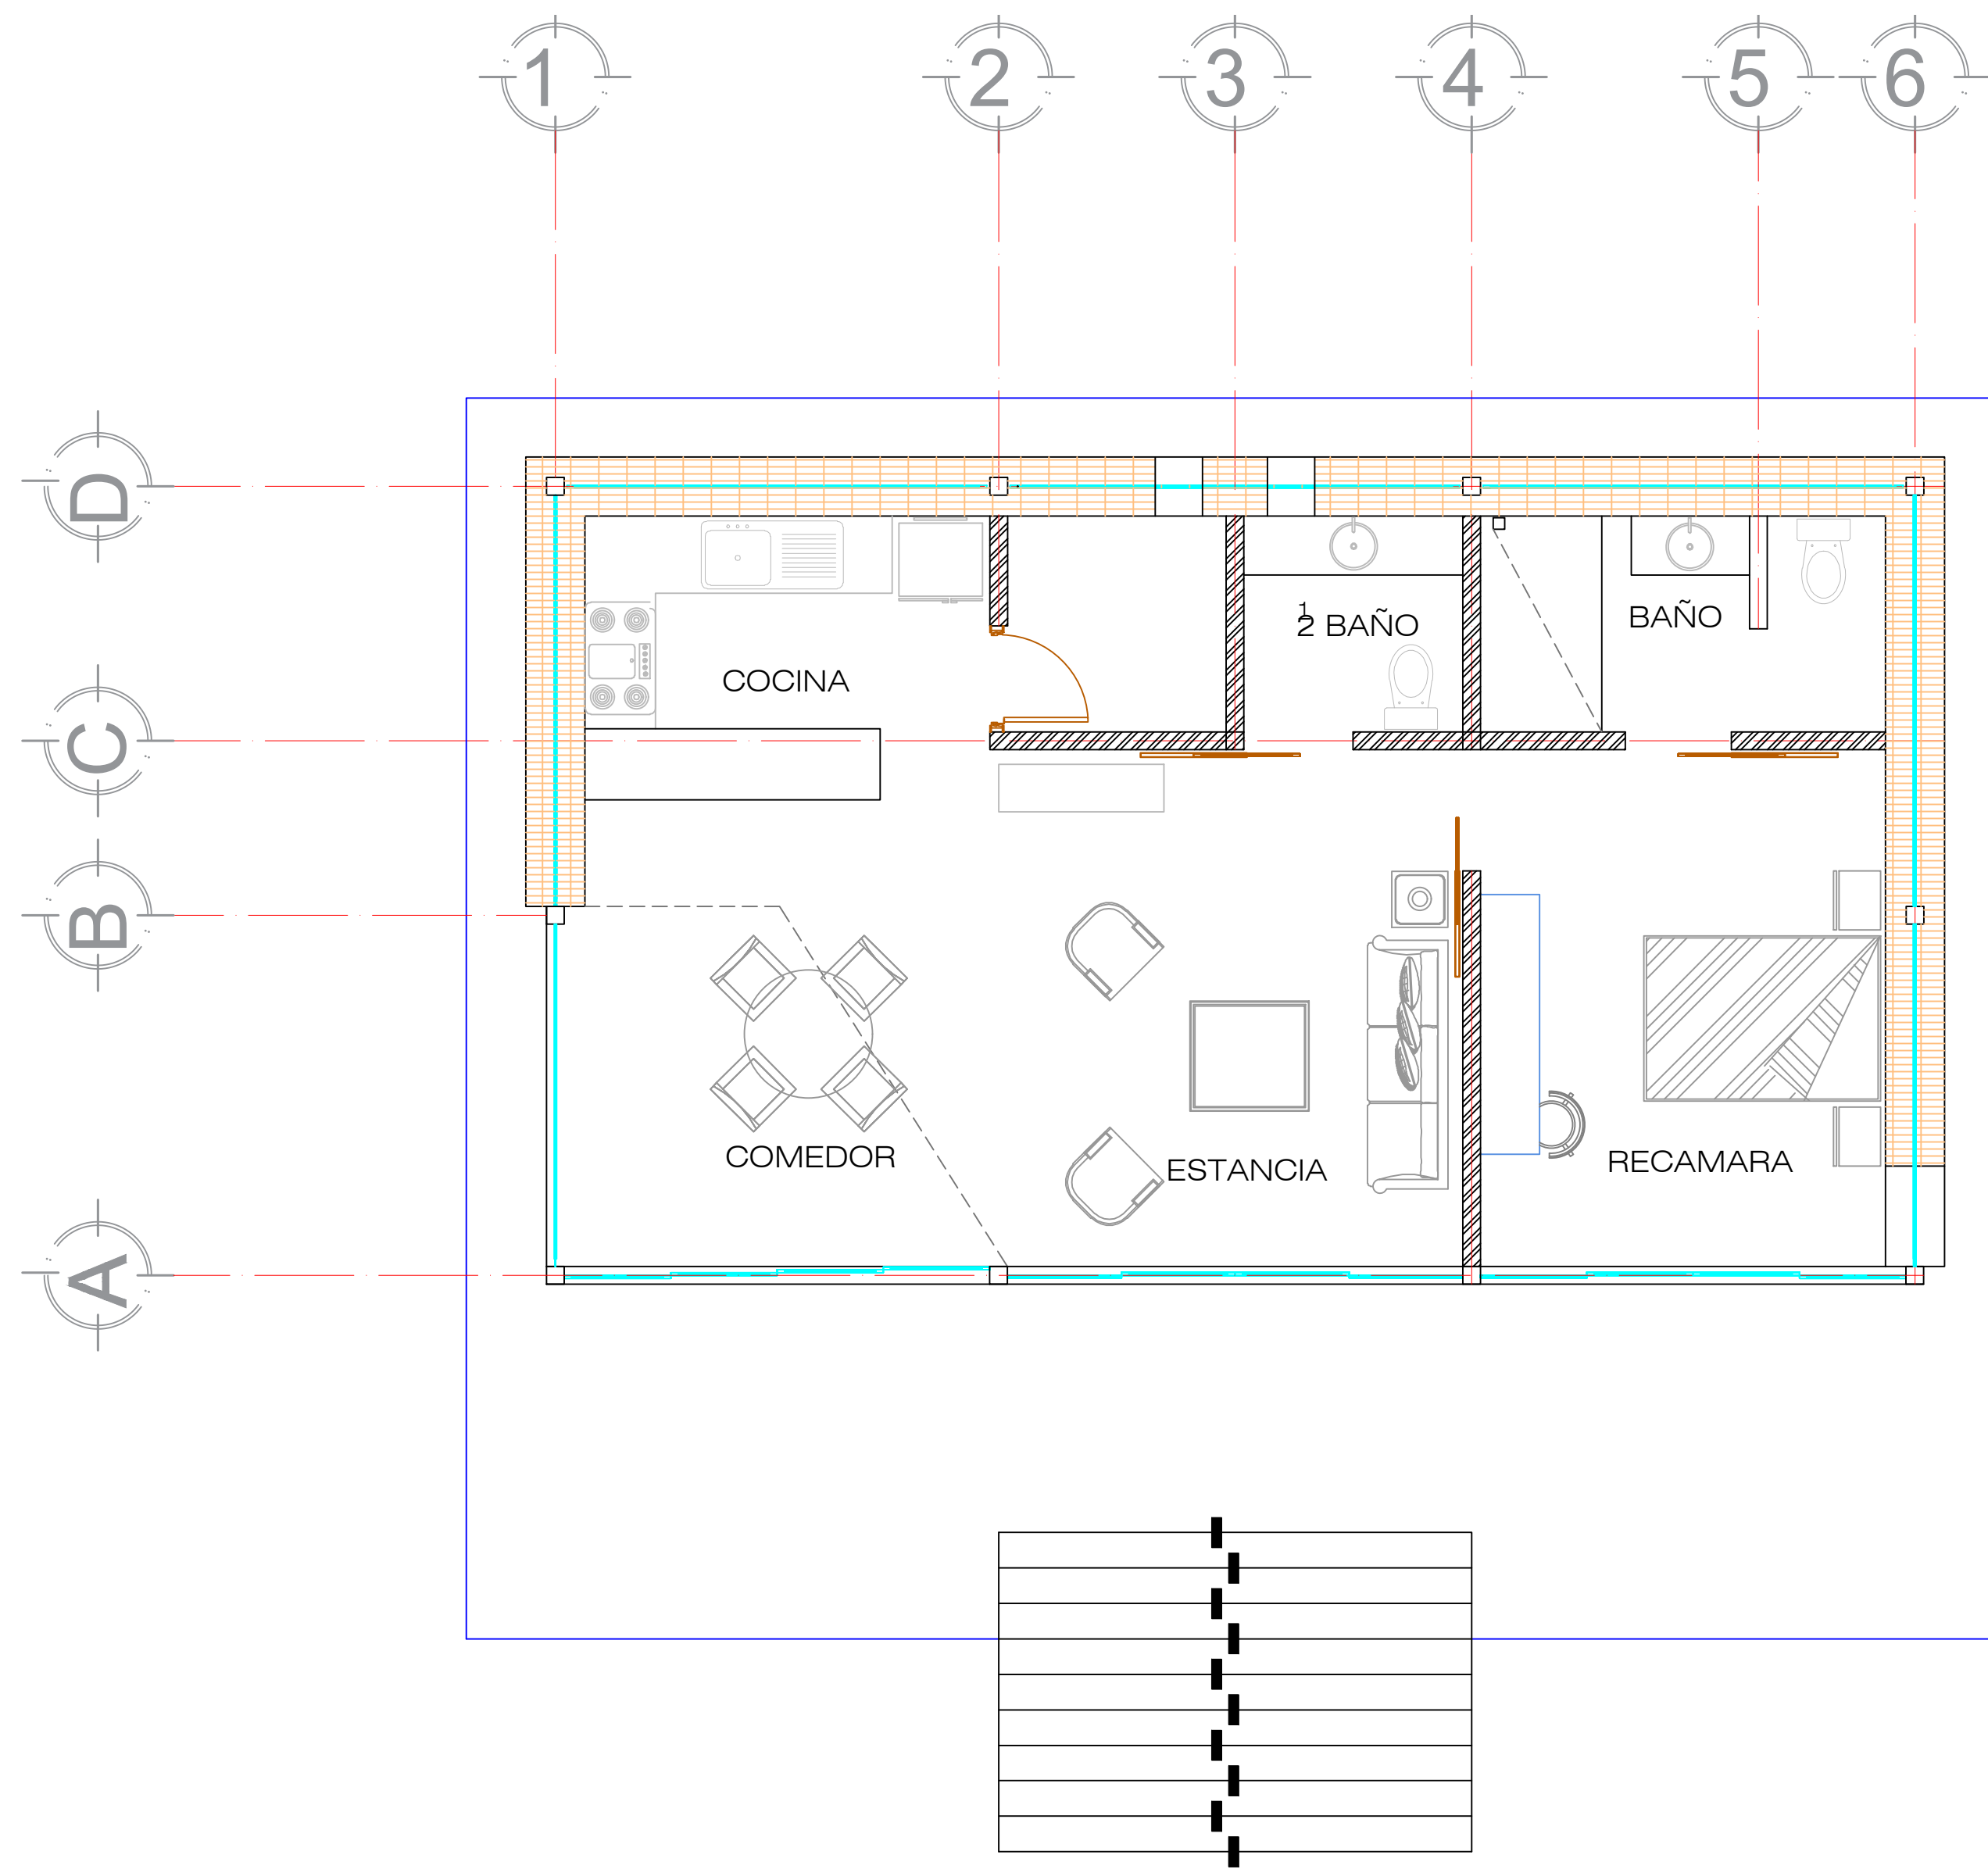 1 2 3 4 5 6
D
C
B
A
COCINA
1
2 BAÑO
BAÑO
COMEDOR
ESTANCIA
RECAMARA